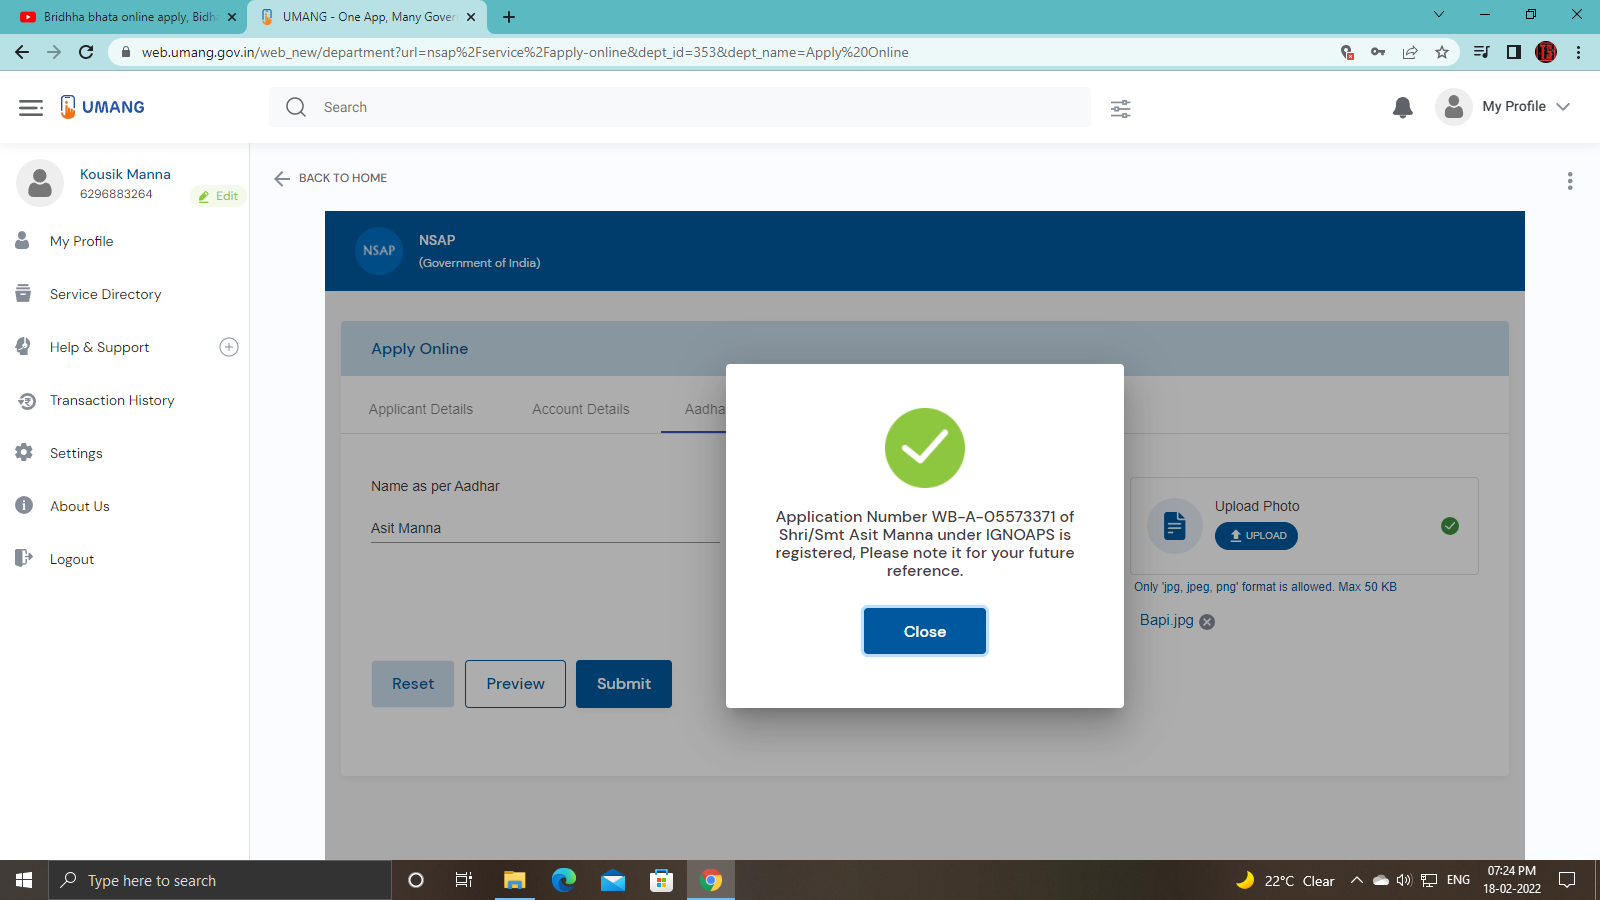 Bridhha bhata online apply, Bidh
UMANG - One App, Many Gover
web.umang.gov.in/web_new/department?url=nsap%2Fservice%2Fapply-online&dept_id=353&dept_name=Apply%20Online
UMANG
Search
My Profile
Kousik Manna
6296883264
Edit
My Profile
Service Directory
Help & Support
Transaction History
Settings
About Us
Logout
BACK TO HOME
NSAP
NSAP
(Government of India)
Apply Online
Applicant Details
Account Details
Aadha
Name as per Aadhar
Asit Manna
Upload Photo
UPLOAD
Only 'jpg, jpeg, png' format is allowed. Max 50 KB
Bapi.jpg
Reset
Preview
Submit
Application Number WB-A-05573371 of
Shri/Smt Asit Manna under IGNOAPS is
registered, Please note it for your future
reference.
Close
Type here to search
22°C Clear
ENG
07:24 PM
18-02-2022